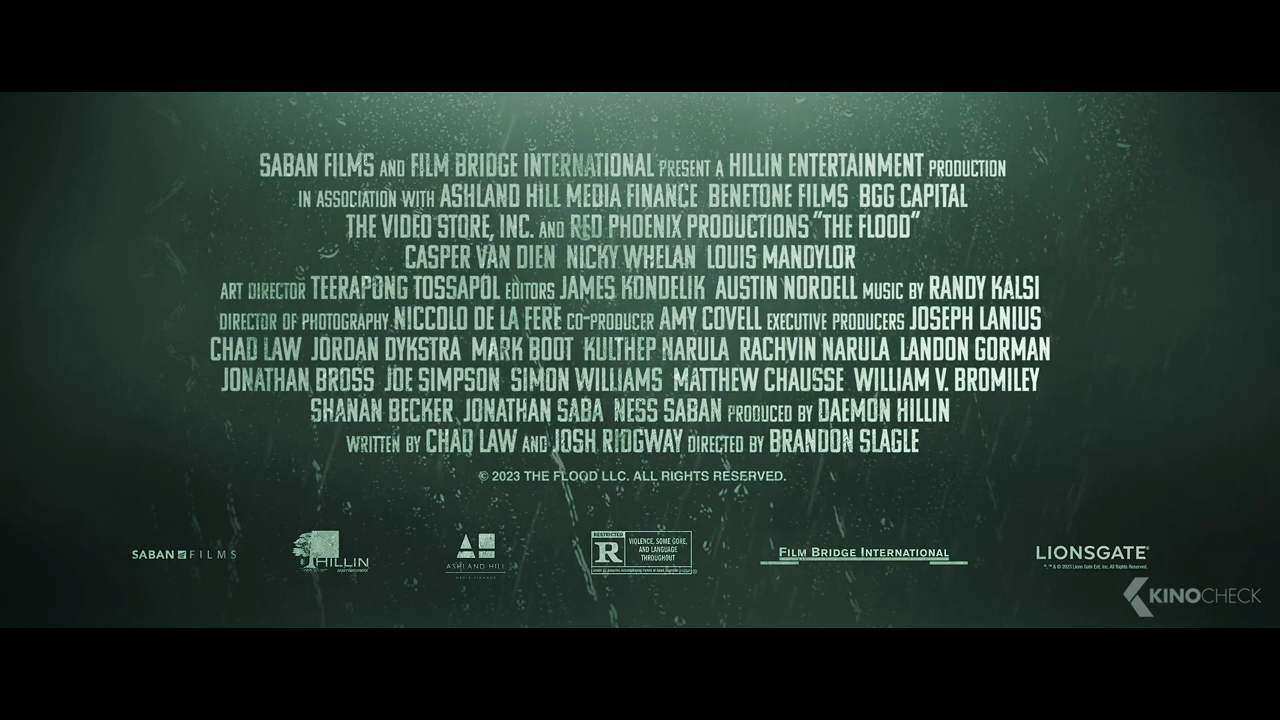 SABAN FILMS AND FILM BRIDGE INTERNATIONAL PRESENT A HILLIN ENTERTAINMENT PRODUCTION
IN ASSOCIATION WITH ASHLAND HILL MEDIA FINANCE BENETONE FILMS BGG CAPITAL
THE VIDEO STORE, INC. AND RED PHOENIX PRODUCTIONS "THE FLOOD"
CASPER VAN DIEN NICKY WHELAN LOUIS MANDYLOR
ART DIRECTOR TEERAPONG TOSSAPOL EDITORS JAMES KONDELIK AUSTIN NORDELL MUSIC BY RANDY KALSI
DIRECTOR OF PHOTOGRAPHY NICCOLO DE LA FERE CO-PRODUCER AMY COVELL EXECUTIVE PRODUCERS JOSEPH LANIUS
CHAD LAW JORDAN DYKSTRA MARK BOOT KULTHEP NARULA RACHVIN NARULA LANDON GORMAN
JONATHAN BROSS JOE SIMPSON SIMON WILLIAMS MATTHEW CHAUSSE WILLIAM V. BROMILEY
SHANAN BECKER JONATHAN SABA NESS SABAN PRODUCED BY DAEMON HILLIN
WRITTEN BY CHAD LAW AND JOSH RIDGWAY DIRECTED BY BRANDON SLAGLE
© 2023 THE FLOOD LLC. ALL RIGHTS RESERVED.
SABAN FILMS
HILLIN
ASHLAND HILL
MEDIA FINANCE
RESTRICTED
R
VIOLENCE, SOME GORE,
AND LANGUAGE
THROUGHOUT
FILM BRIDGE INTERNATIONAL
LIONSGATE®
KINOCHECK